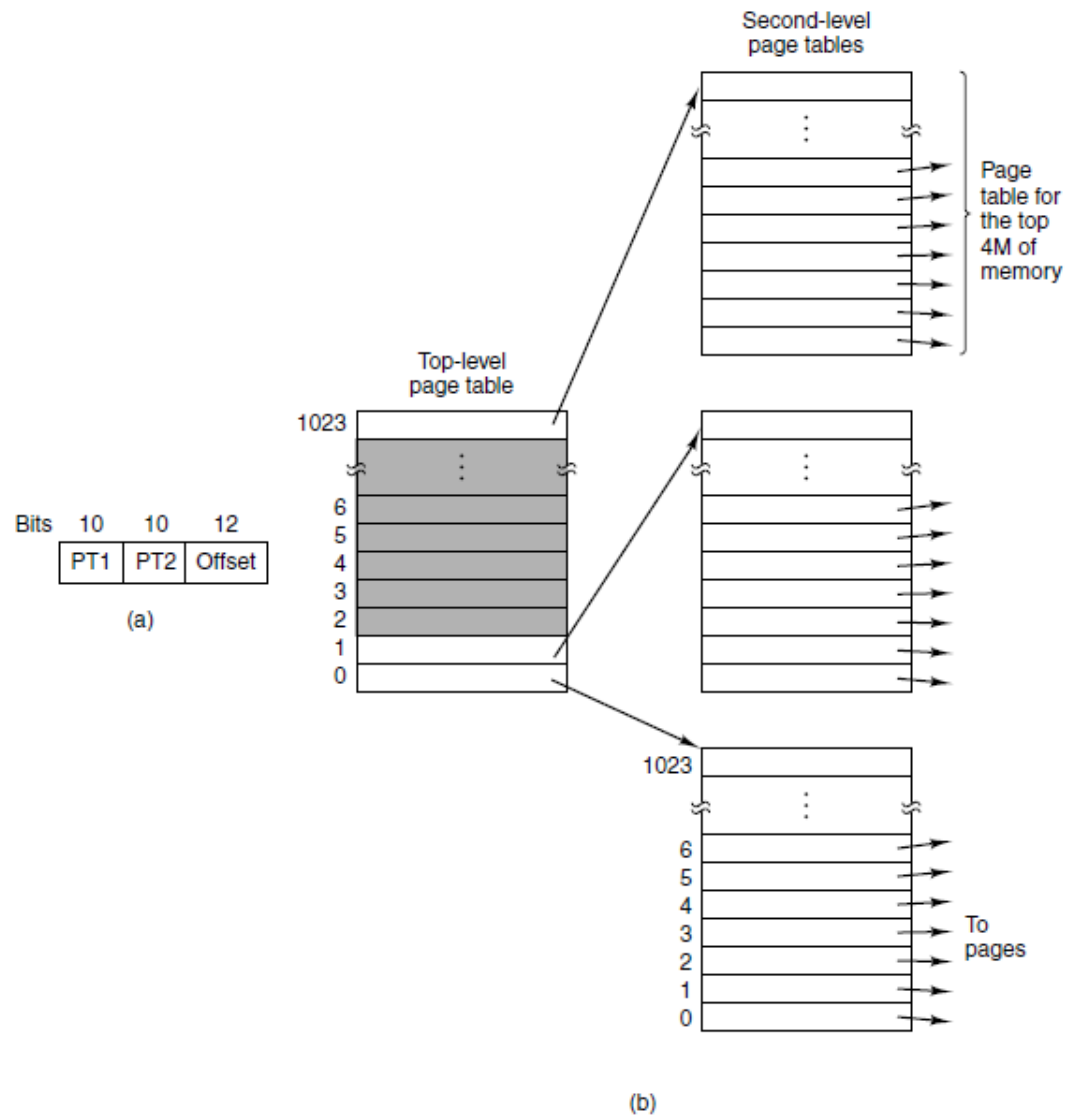 Second-level
page tables
Page
table for
the top
4M of
memory
Top-level
page table
1023
6
5
4
3
2
1
0
Bits 10 10 12
PT1 PT2 Offset
(a)
1023
6
5
4
3
2
1
0
To
pages
(b)